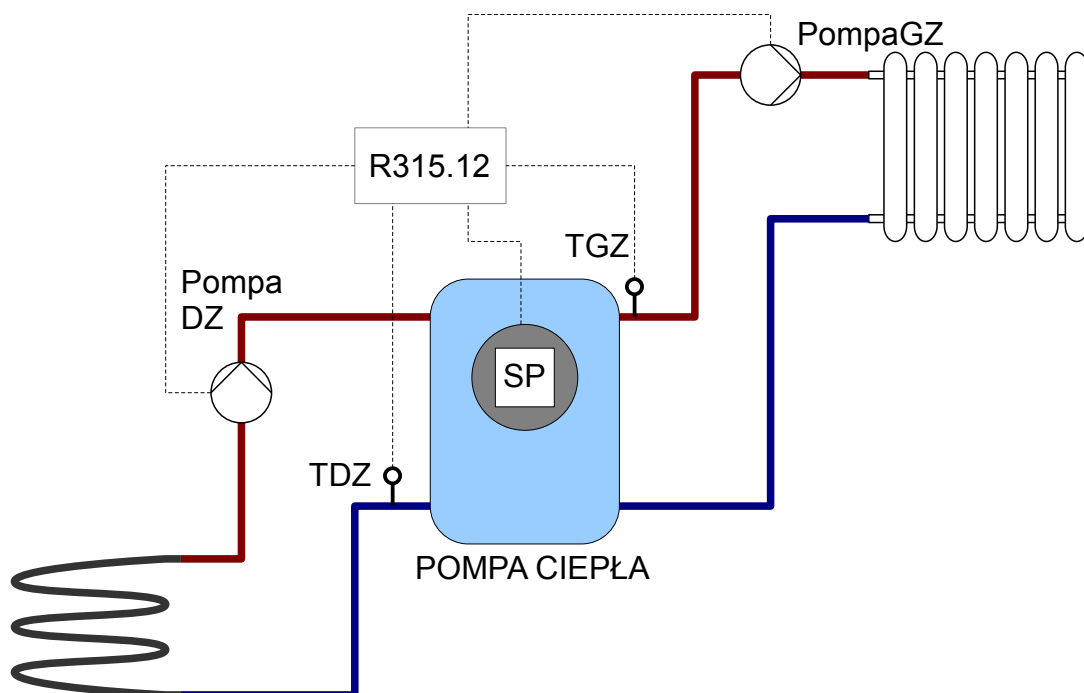 PompaGZ
R315.12
TGZ
Pompa
DZ
SP
TDZ
POMPA CIEPŁA